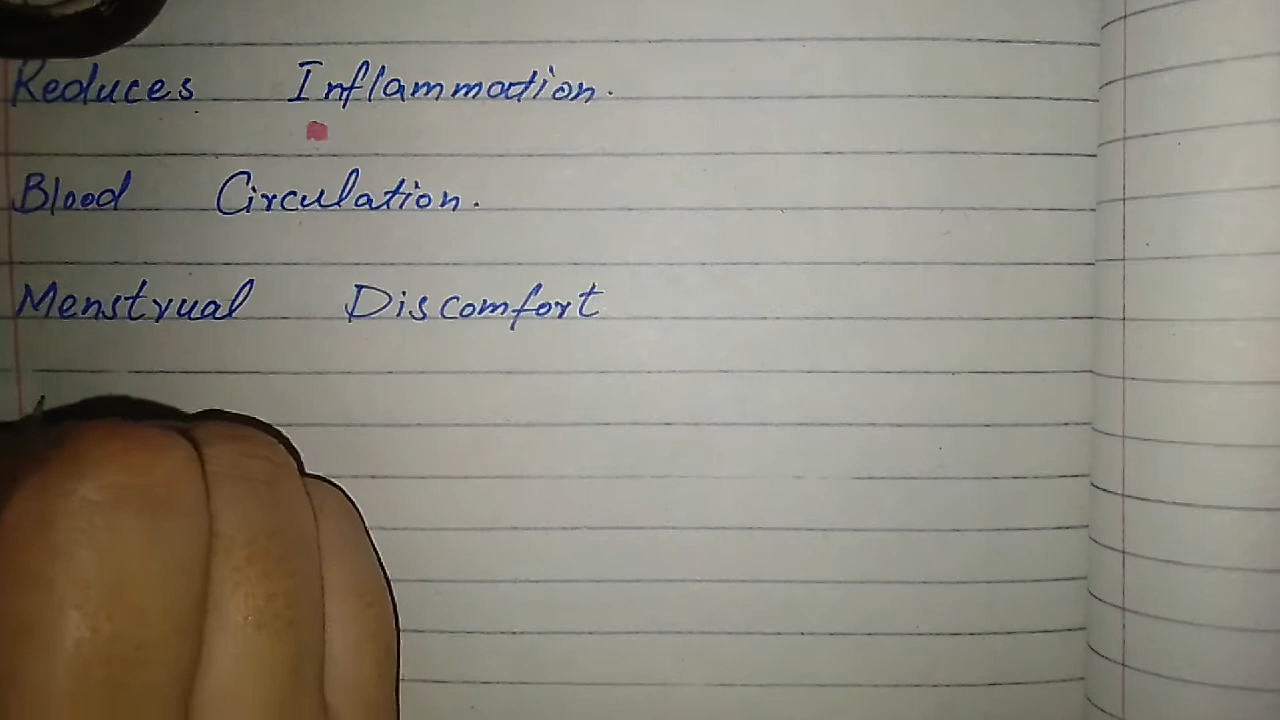 Reduces Inflammation.
Blood Circulation.
Menstrual Discomfort